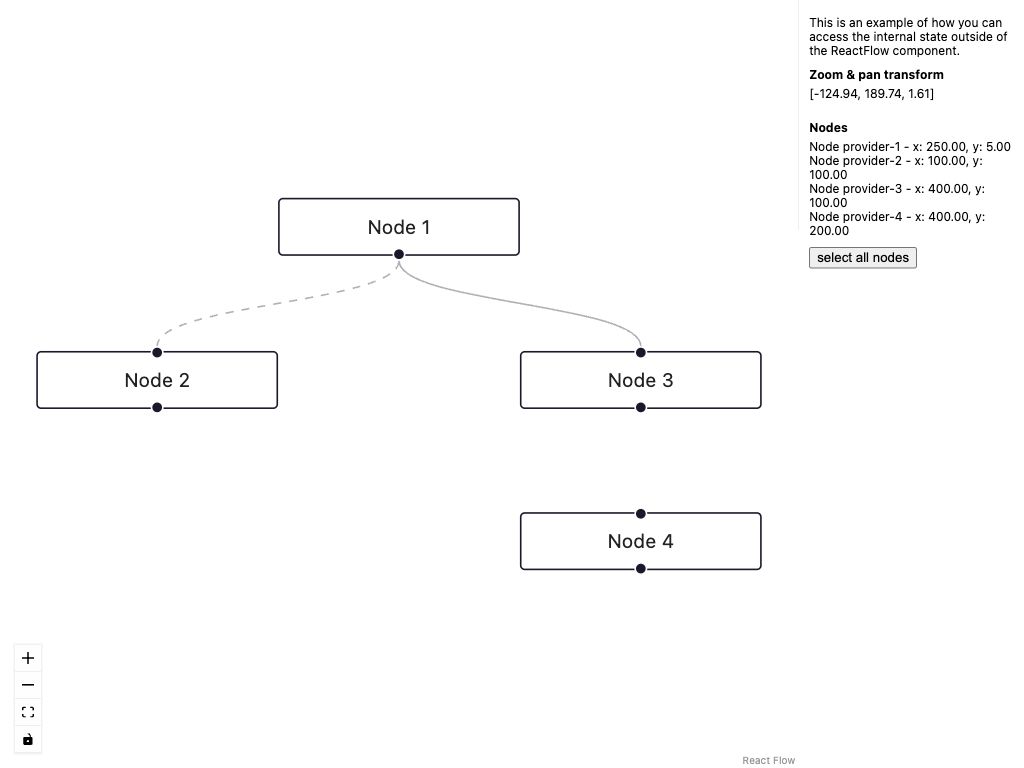 This is an example of how you can
access the internal state outside of
the ReactFlow component.
Zoom & pan transform
[-124.94, 189.74, 1.61]
Nodes
Node provider-1 - x: 250.00, y: 5.00
Node provider-2 - x: 100.00, y:
100.00
Node provider-3 - x: 400.00, y:
100.00
Node provider-4 - x: 400.00, y:
200.00
select all nodes
Node 1
Node 2
Node 3
Node 4
React Flow